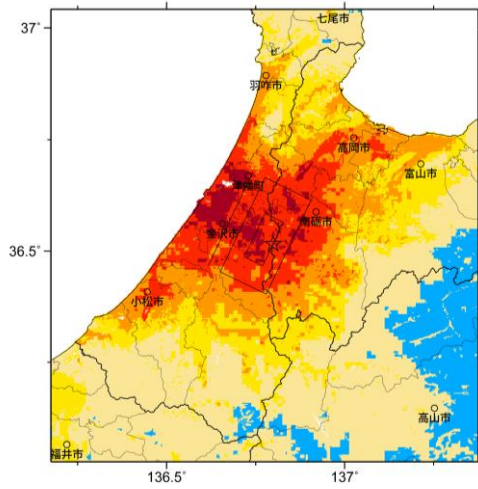 七尾市
37°
羽咋市
高岡市
津幡町
富山市
南砺市
金沢市
36.5°
小松市
高山市
福井市
136.5°
137°